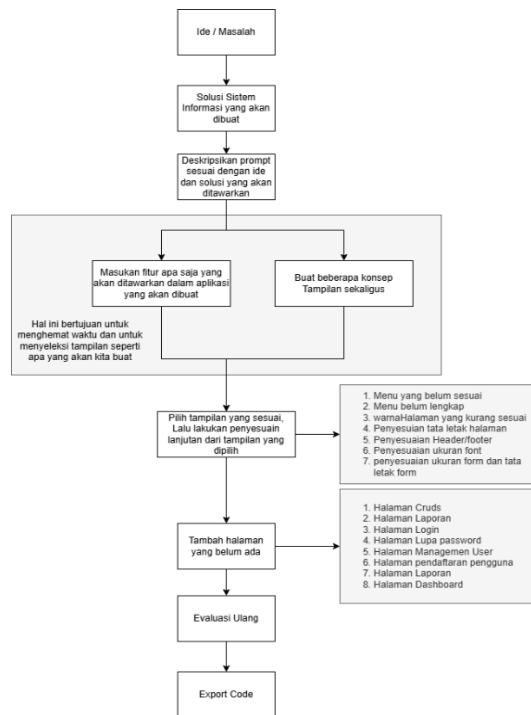 Ide / Masalah
Solusi Sistem
Informasi yang akan
dibuat
Deskripsikan prompt
sesuai dengan ide
dan solusi yang akan
ditawarkan
Masukan fitur apa saja yang
akan ditawarkan dalam aplikasi
yang akan dibuat
Buat beberapa konsep
Tampilan sekaligus
Hal ini bertujuan untuk
menghemat waktu dan untuk
menyeleksi tampilan seperti
apa yang akan kita buat
Pilih tampilan yang sesuai,
Lalu lakukan penyesuain
lanjutan dari tampilan yang
dipilih
1. Menu yang belum sesuai
2. Menu belum lengkap
3. warnaHalaman yang kurang sesuai
4. Penyesuian tata letak halaman
5. Penyesuaian Header/footer
6. Penyesuaian ukuran font
7. penyesuaian ukuran form dan tata
letak form
Tambah halaman
yang belum ada
1. Halaman Cruds
2. Halaman Laporan
3. Halaman Login
4. Halaman Lupa password
5. Halaman Managemen User
6. Halaman pendaftaran pengguna
7. Halaman Laporan
8. Halaman Dashboard
Evaluasi Ulang
Export Code